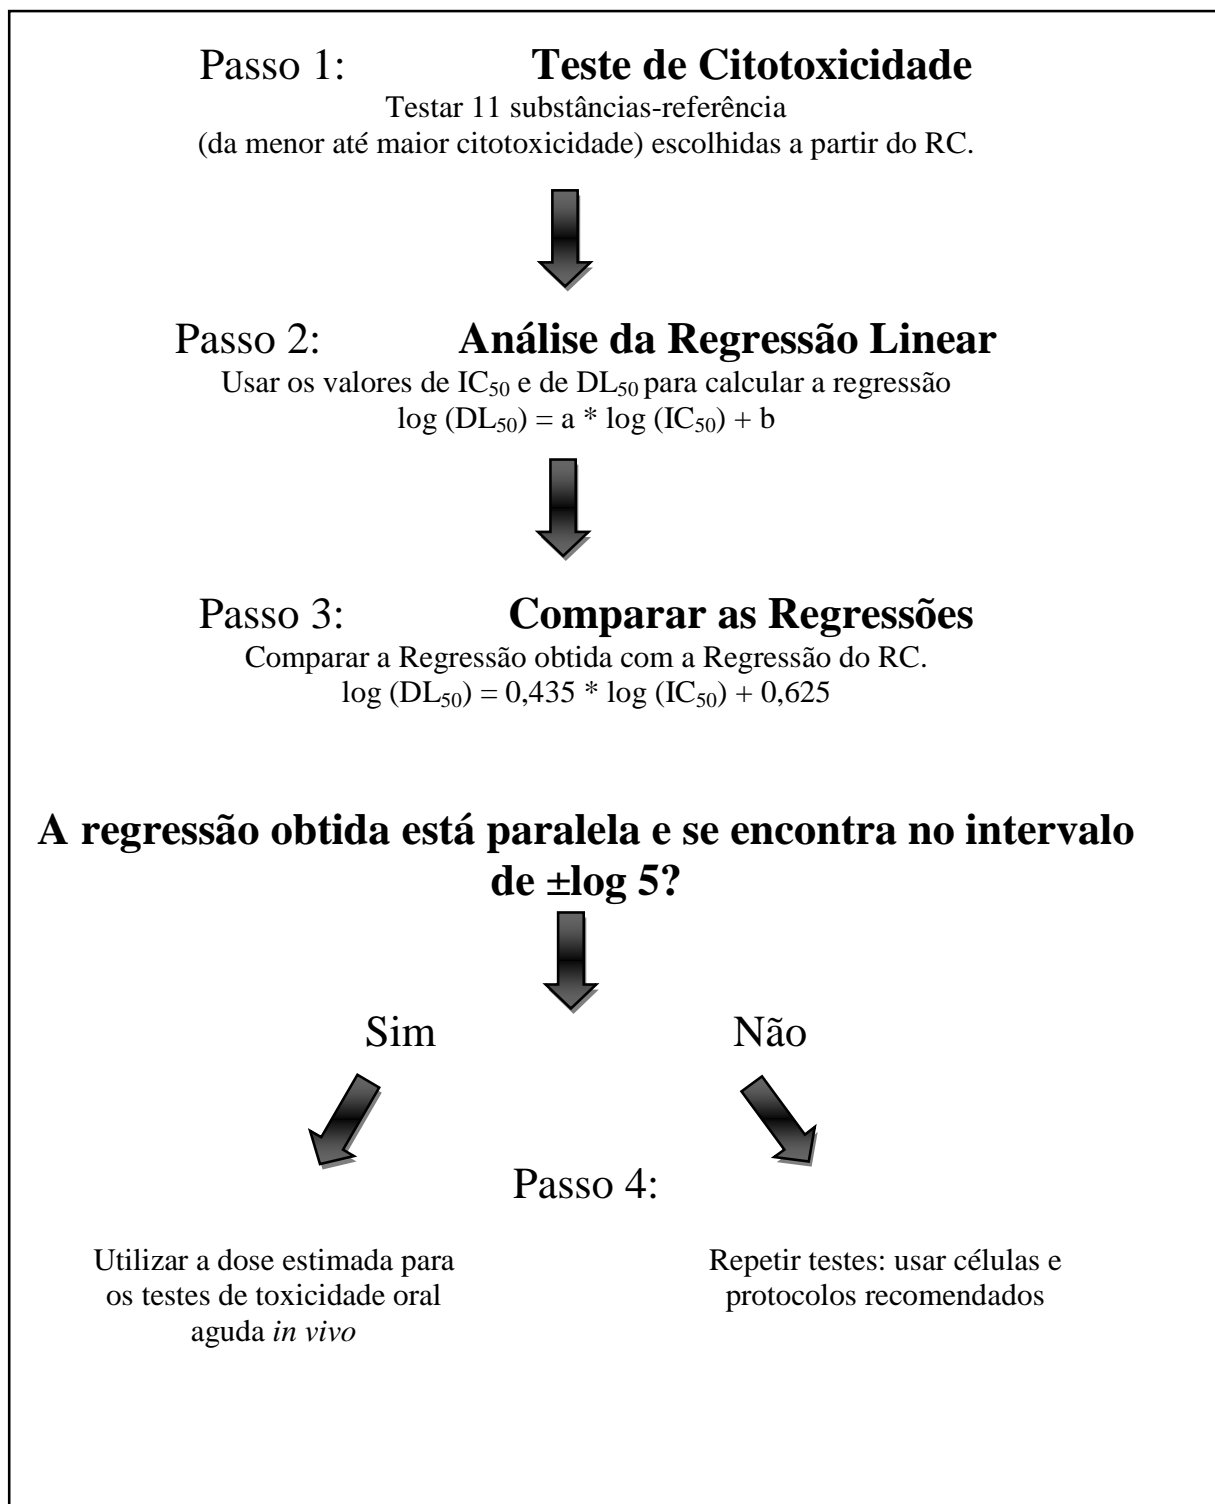 Passo 1: Teste de Citotoxicidade
Testar 11 substâncias-referência
(da menor até maior citotoxicidade) escolhidas a partir do RC.
Passo 2: Análise da Regressão Linear
Usar os valores de IC₅₀ e de DL₅₀ para calcular a regressão
log (DL₅₀) = a * log (IC₅₀) + b
Passo 3: Comparar as Regressões
Comparar a Regressão obtida com a Regressão do RC.
log (DL₅₀) = 0,435 * log (IC₅₀) + 0,625
A regressão obtida está paralela e se encontra no intervalo
de ±log 5?
Sim
Não
Passo 4:
Utilizar a dose estimada para
os testes de toxicidade oral
aguda in vivo
Repetir testes: usar células e
protocolos recomendados